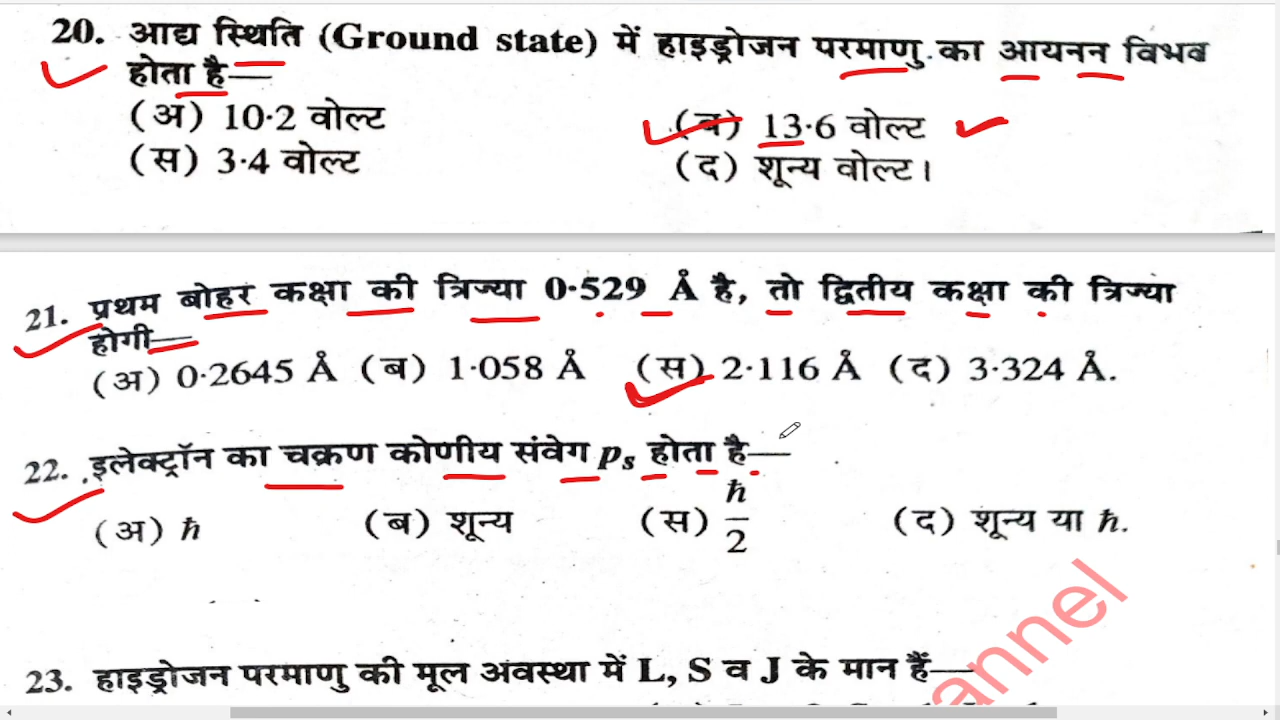 20. आद्य स्थिति (Ground state) में हाइड्रोजन परमाणु का आयनन विभव
होता है—
(अ) 10·2 वोल्ट (ब) 13·6 वोल्ट
(स) 3·4 वोल्ट (द) शून्य वोल्ट।
21. प्रथम बोहर कक्षा की त्रिज्या 0·529 Å है, तो द्वितीय कक्षा की त्रिज्या
होगी—
(अ) 0·2645 Å (ब) 1·058 Å (स) 2·116 Å (द) 3·324 Å.
22. इलेक्ट्रॉन का चक्रण कोणीय संवेग pₛ होता है—
(अ) ℏ (ब) शून्य (स) ℏ/2 (द) शून्य या ℏ.
23. हाइड्रोजन परमाणु की मूल अवस्था में L, S व J के मान हैं—